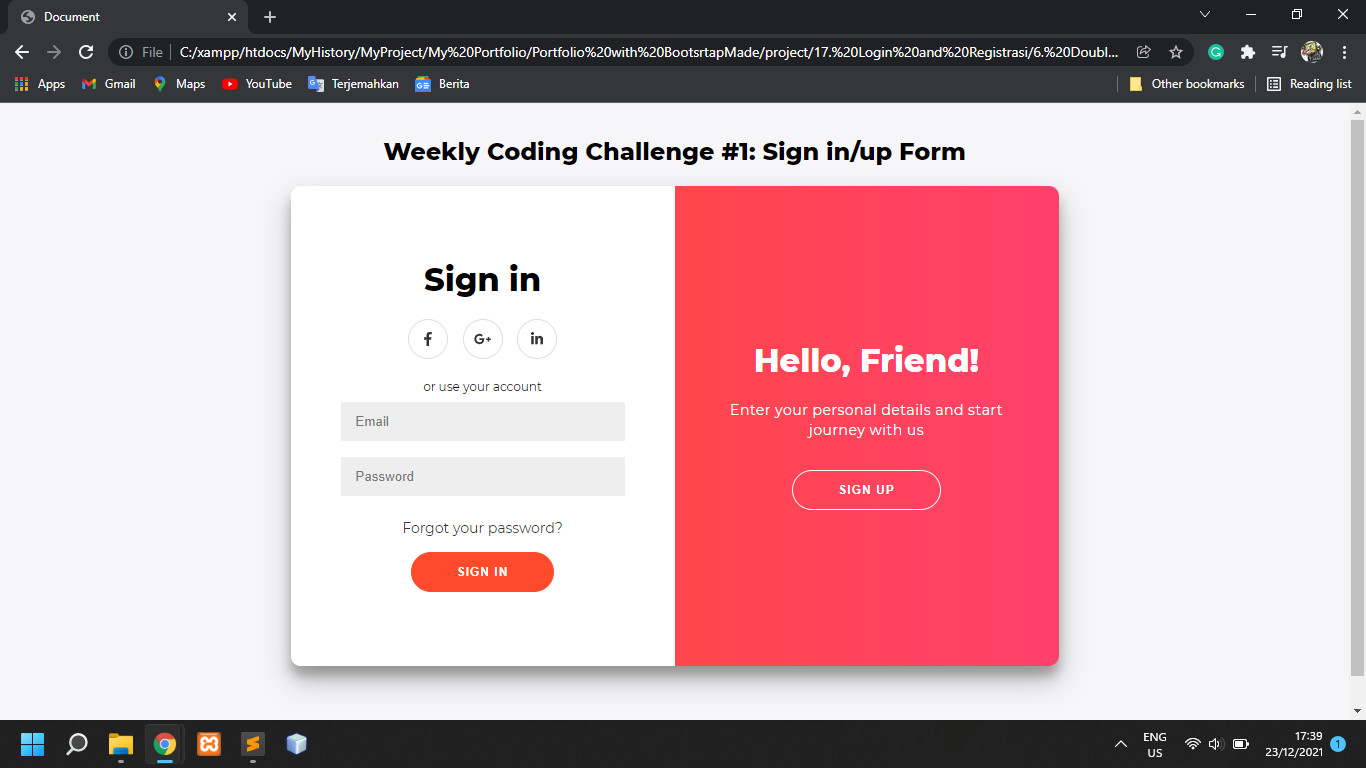 Document
File
C:/xampp/htdocs/MyHistory/MyProject/My%20Portfolio/Portfolio%20with%20BootsrtapMade/project/17.%20Login%20and%20Registrasi/6.%20Doubl...
Apps
Gmail
Maps
YouTube
Terjemahkan
Berita
Other bookmarks
Reading list
Weekly Coding Challenge #1: Sign in/up Form
Sign in
f
G+
in
or use your account
Email
Password
Forgot your password?
SIGN IN
Hello, Friend!
Enter your personal details and start
journey with us
SIGN UP
ENG
US
17:39
23/12/2021
1